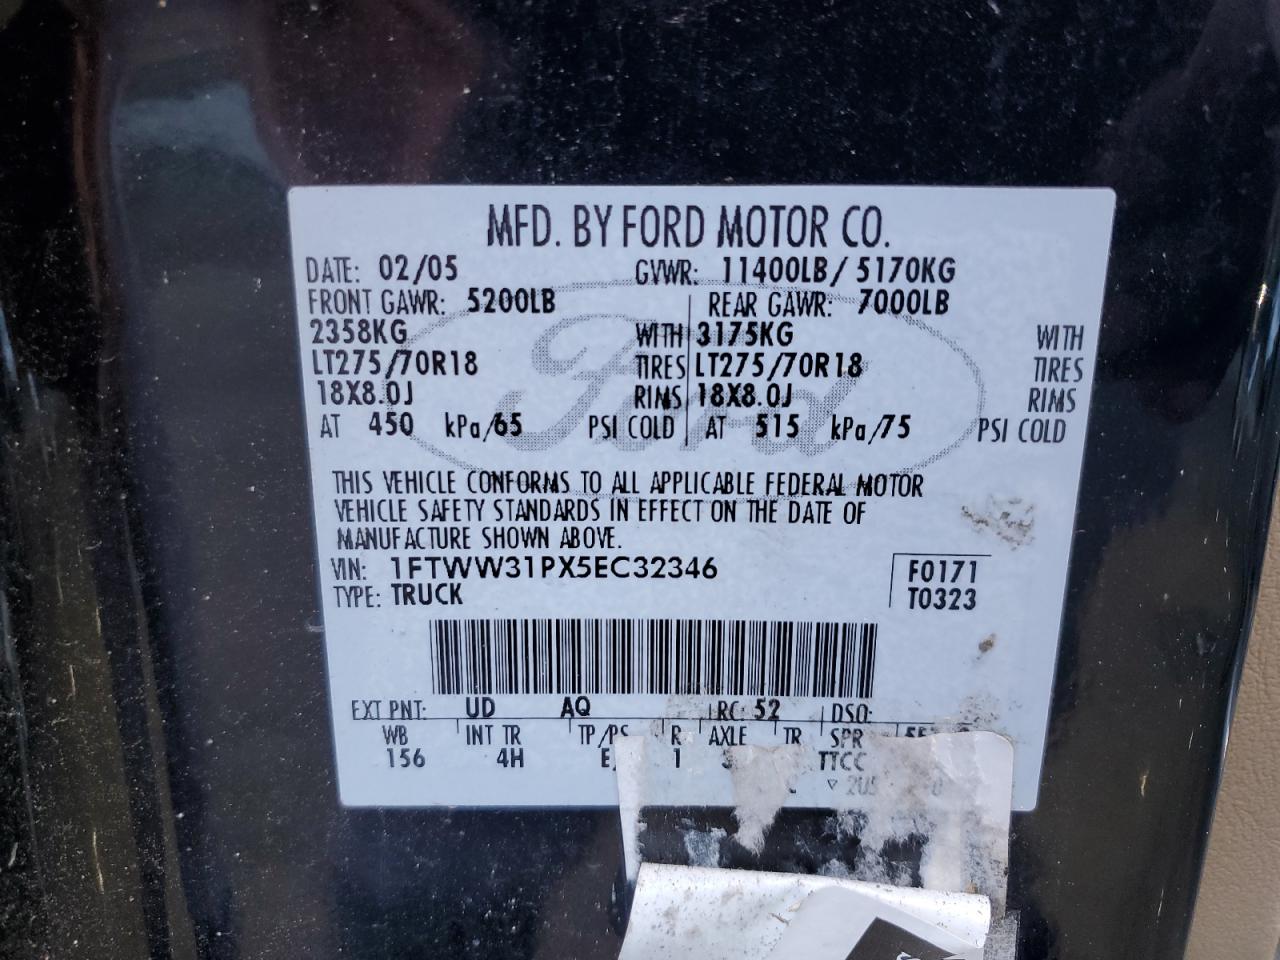 MFD. BY FORD MOTOR CO.
DATE: 02/05 GVWR: 11400LB/ 5170KG
FRONT GAWR: 5200LB REAR GAWR: 7000LB
2358KG WITH 3175KG WITH
LT275/70R18 TIRES LT275/70R18 TIRES
18X8.0J RIMS 18X8.0J RIMS
AT 450 kPa/65 PSI COLD AT 515 kPa/75 PSI COLD
Ford
THIS VEHICLE CONFORMS TO ALL APPLICABLE FEDERAL MOTOR
VEHICLE SAFETY STANDARDS IN EFFECT ON THE DATE OF
MANUFACTURE SHOWN ABOVE.
VIN: 1FTWW31PX5EC32346 F0171
TYPE: TRUCK T0323
EXT PNT: UD AQ RC: 52 DSO:
WB INT TR TP/PS R AXLE TR SPR
156 4H 1 TTCC